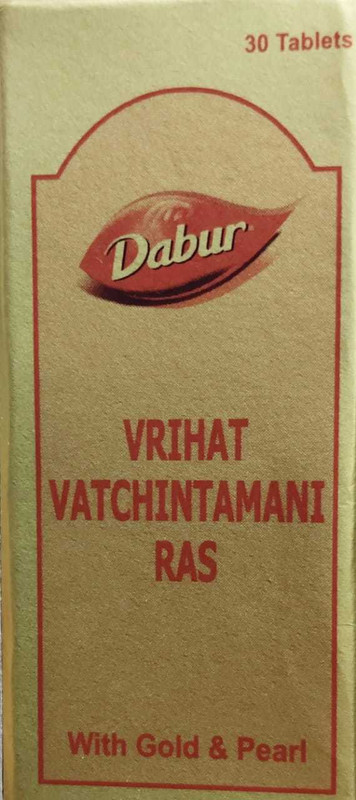 30 Tablets
Dabur
VRIHAT
VATCHINTAMANI
RAS
With Gold & Pearl